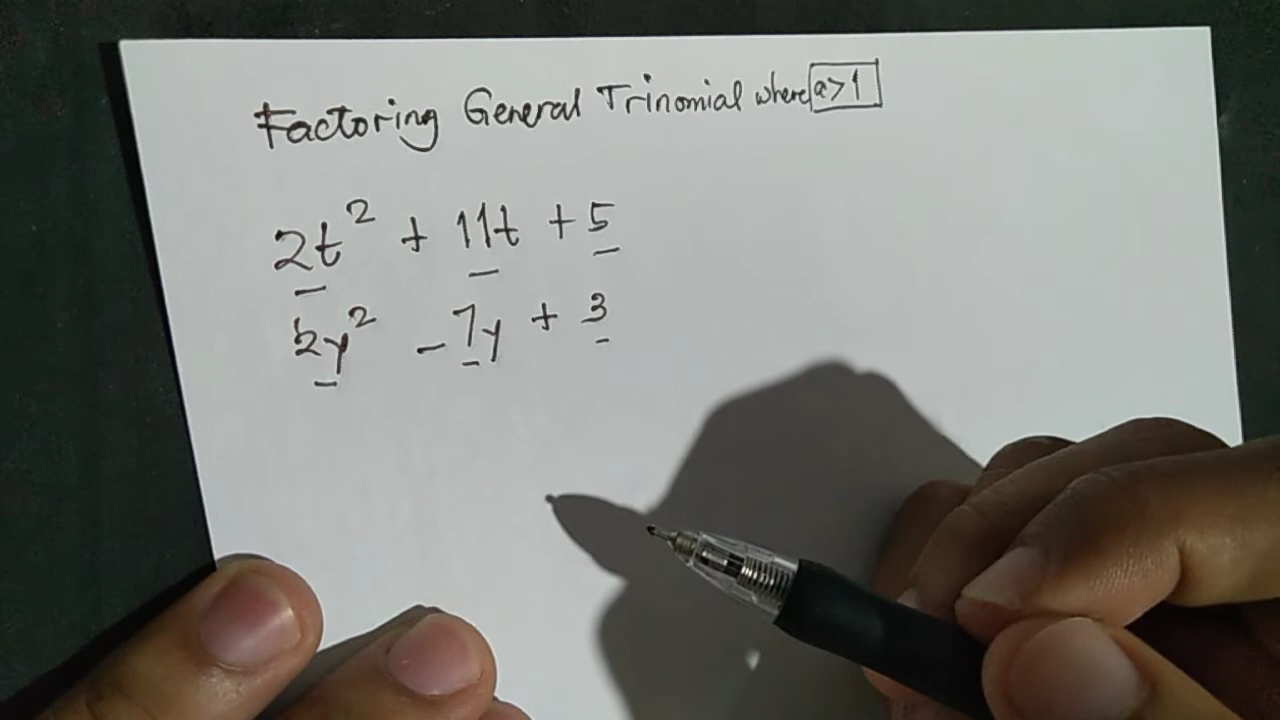 Factoring General Trinomial where a>1
2t² + 11t + 5
2y² - 7y + 3